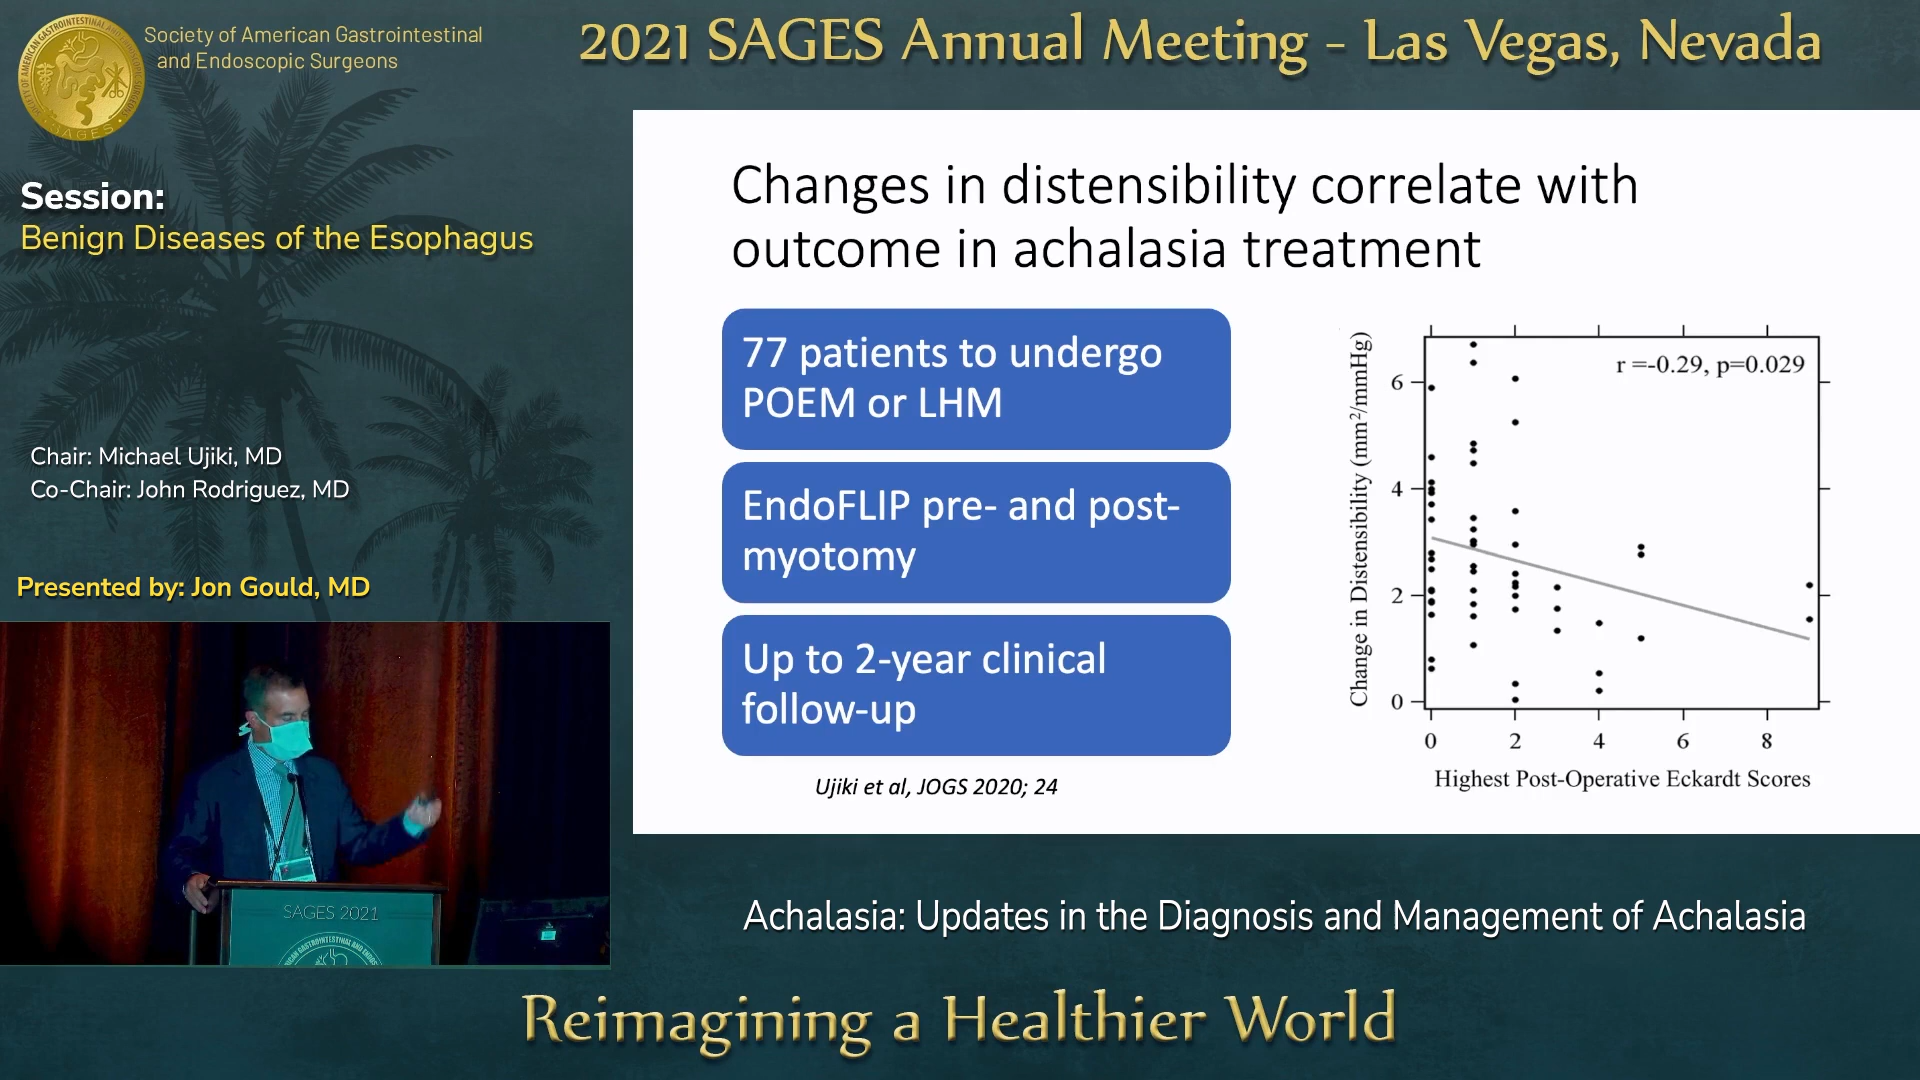 Society of American Gastrointestinal
and Endoscopic Surgeons
2021 SAGES Annual Meeting - Las Vegas, Nevada
Session:
Benign Diseases of the Esophagus
Chair: Michael Ujiki, MD
Co-Chair: John Rodriguez, MD
Presented by: Jon Gould, MD
SAGES
SAGES 2021
Changes in distensibility correlate with
outcome in achalasia treatment
77 patients to undergo
POEM or LHM
EndoFLIP pre- and post-
myotomy
Up to 2-year clinical
follow-up
Ujiki et al, JOGS 2020; 24
r =-0.29, p=0.029
Change in Distensibility (mm²/mmHg)
6
4
2
0
0 2 4 6 8
Highest Post-Operative Eckardt Scores
Achalasia: Updates in the Diagnosis and Management of Achalasia
Reimagining a Healthier World